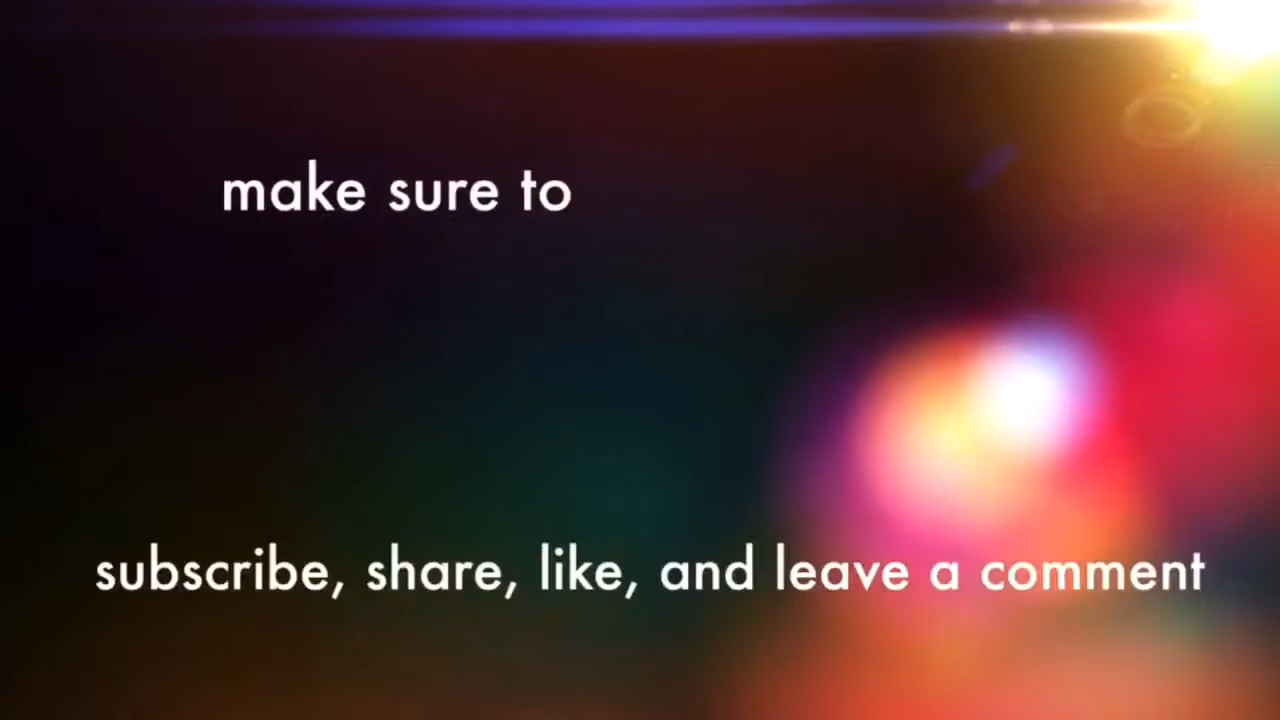 make sure to
subscribe, share, like, and leave a comment